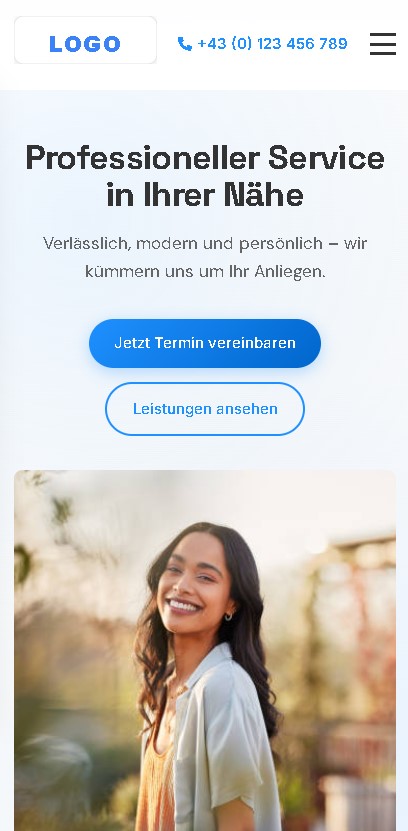 LOGO
+43 (0) 123 456 789
Professioneller Service
in Ihrer Nähe
Verlässlich, modern und persönlich – wir
kümmern uns um Ihr Anliegen.
Jetzt Termin vereinbaren
Leistungen ansehen